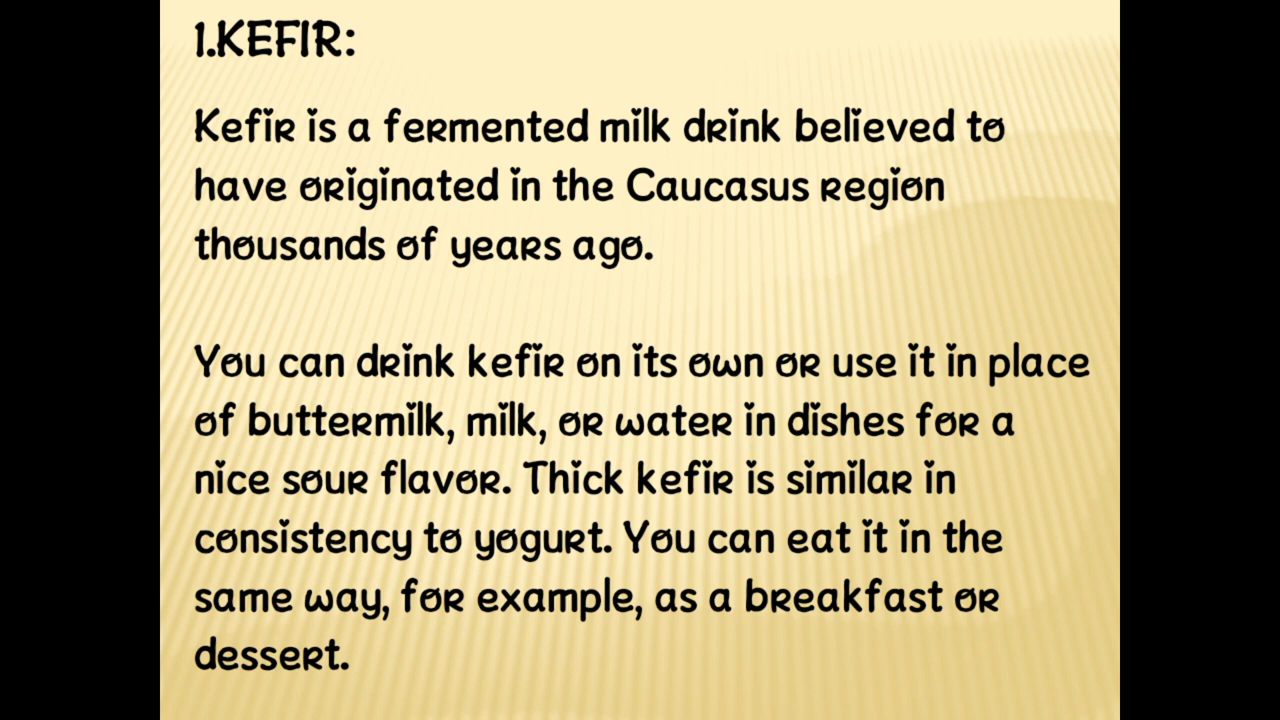 1.KEFIR:
Kefir is a fermented milk drink believed to
have originated in the Caucasus region
thousands of years ago.
You can drink kefir on its own or use it in place
of buttermilk, milk, or water in dishes for a
nice sour flavor. Thick kefir is similar in
consistency to yogurt. You can eat it in the
same way, for example, as a breakfast or
dessert.